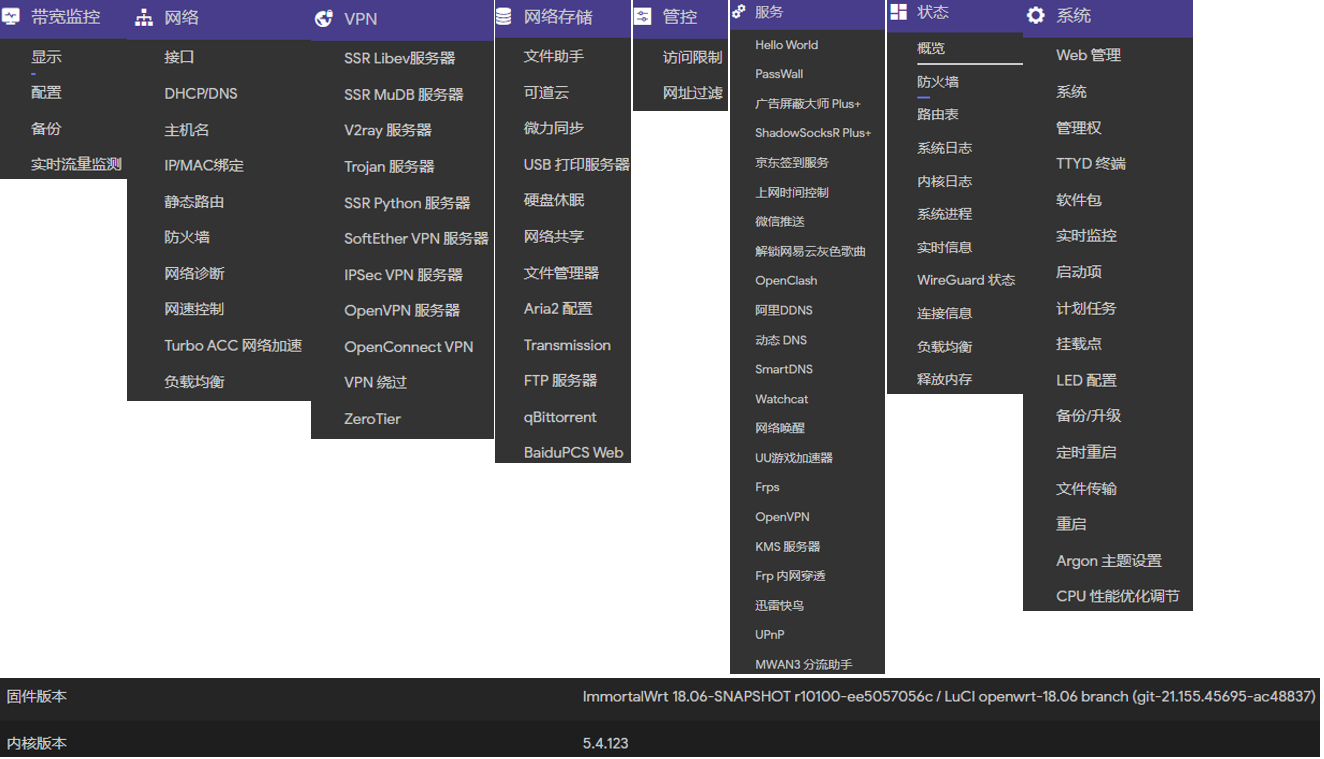 带宽监控
显示
配置
备份
实时流量监测
网络
接口
DHCP/DNS
主机名
IP/MAC绑定
静态路由
防火墙
网络诊断
网速控制
Turbo ACC 网络加速
负载均衡
VPN
SSR Libev服务器
SSR MuDB 服务器
V2ray 服务器
Trojan 服务器
SSR Python 服务器
SoftEther VPN 服务器
IPSec VPN 服务器
OpenVPN 服务器
OpenConnect VPN
VPN 绕过
ZeroTier
网络存储
文件助手
可道云
微力同步
USB 打印服务器
硬盘休眠
网络共享
文件管理器
Aria2 配置
Transmission
FTP 服务器
qBittorrent
BaiduPCS Web
管控
访问限制
网址过滤
服务
Hello World
PassWall
广告屏蔽大师 Plus+
ShadowSocksR Plus+
京东签到服务
上网时间控制
微信推送
解锁网易云灰色歌曲
OpenClash
阿里DDNS
动态 DNS
SmartDNS
Watchcat
网络唤醒
UU游戏加速器
Frps
OpenVPN
KMS 服务器
Frp 内网穿透
迅雷快鸟
UPnP
MWAN3 分流助手
状态
概览
防火墙
路由表
系统日志
内核日志
系统进程
实时信息
WireGuard 状态
连接信息
负载均衡
释放内存
系统
Web 管理
系统
管理权
TTYD 终端
软件包
实时监控
启动项
计划任务
挂载点
LED 配置
备份/升级
定时重启
文件传输
重启
Argon 主题设置
CPU 性能优化调节
固件版本 ImmortalWrt 18.06-SNAPSHOT r10100-ee5057056c / LuCI openwrt-18.06 branch (git-21.155.45695-ac48837)
内核版本 5.4.123